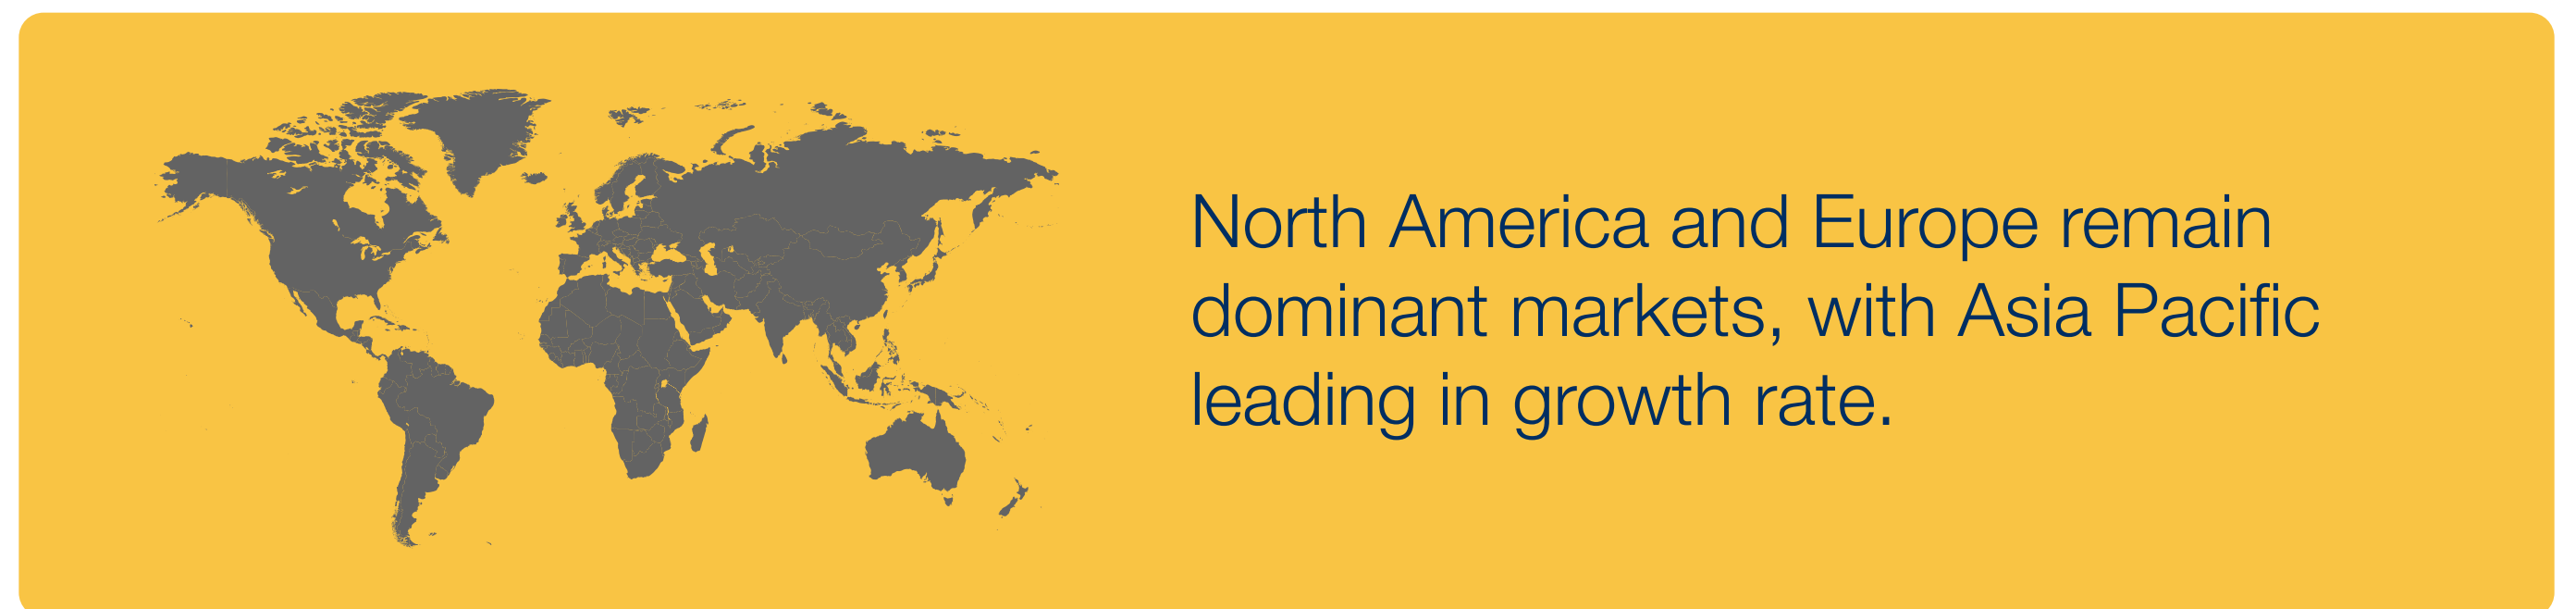 North America and Europe remain
dominant markets, with Asia Pacific
leading in growth rate.